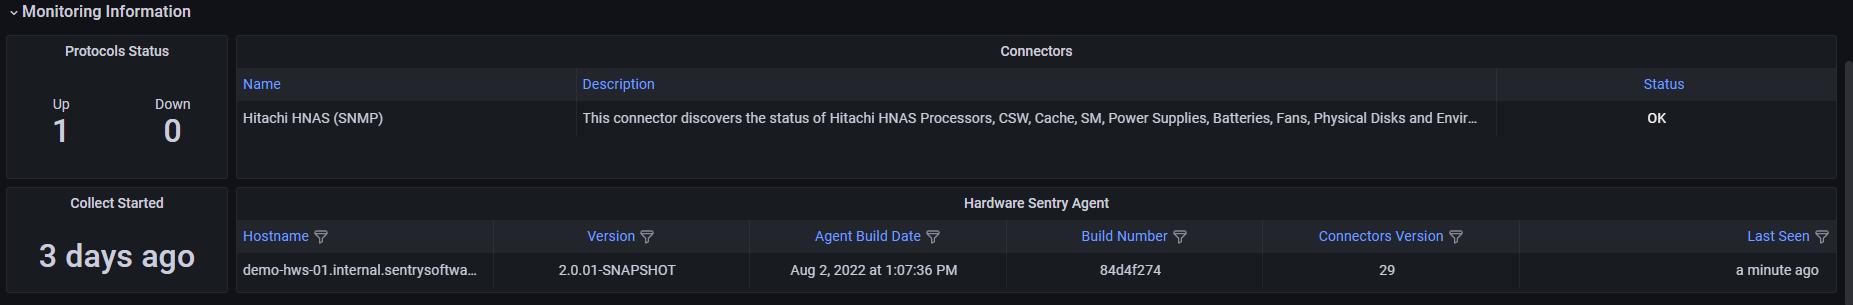 Monitoring Information
Protocols Status
Up Down
1 0
Connectors
Name Description Status
Hitachi HNAS (SNMP) This connector discovers the status of Hitachi HNAS Processors, CSW, Cache, SM, Power Supplies, Batteries, Fans, Physical Disks and Envir... OK
Collect Started
3 days ago
Hardware Sentry Agent
Hostname Version Agent Build Date Build Number Connectors Version Last Seen
demo-hws-01.internal.sentrysoftwa... 2.0.01-SNAPSHOT Aug 2, 2022 at 1:07:36 PM 84d4f274 29 a minute ago